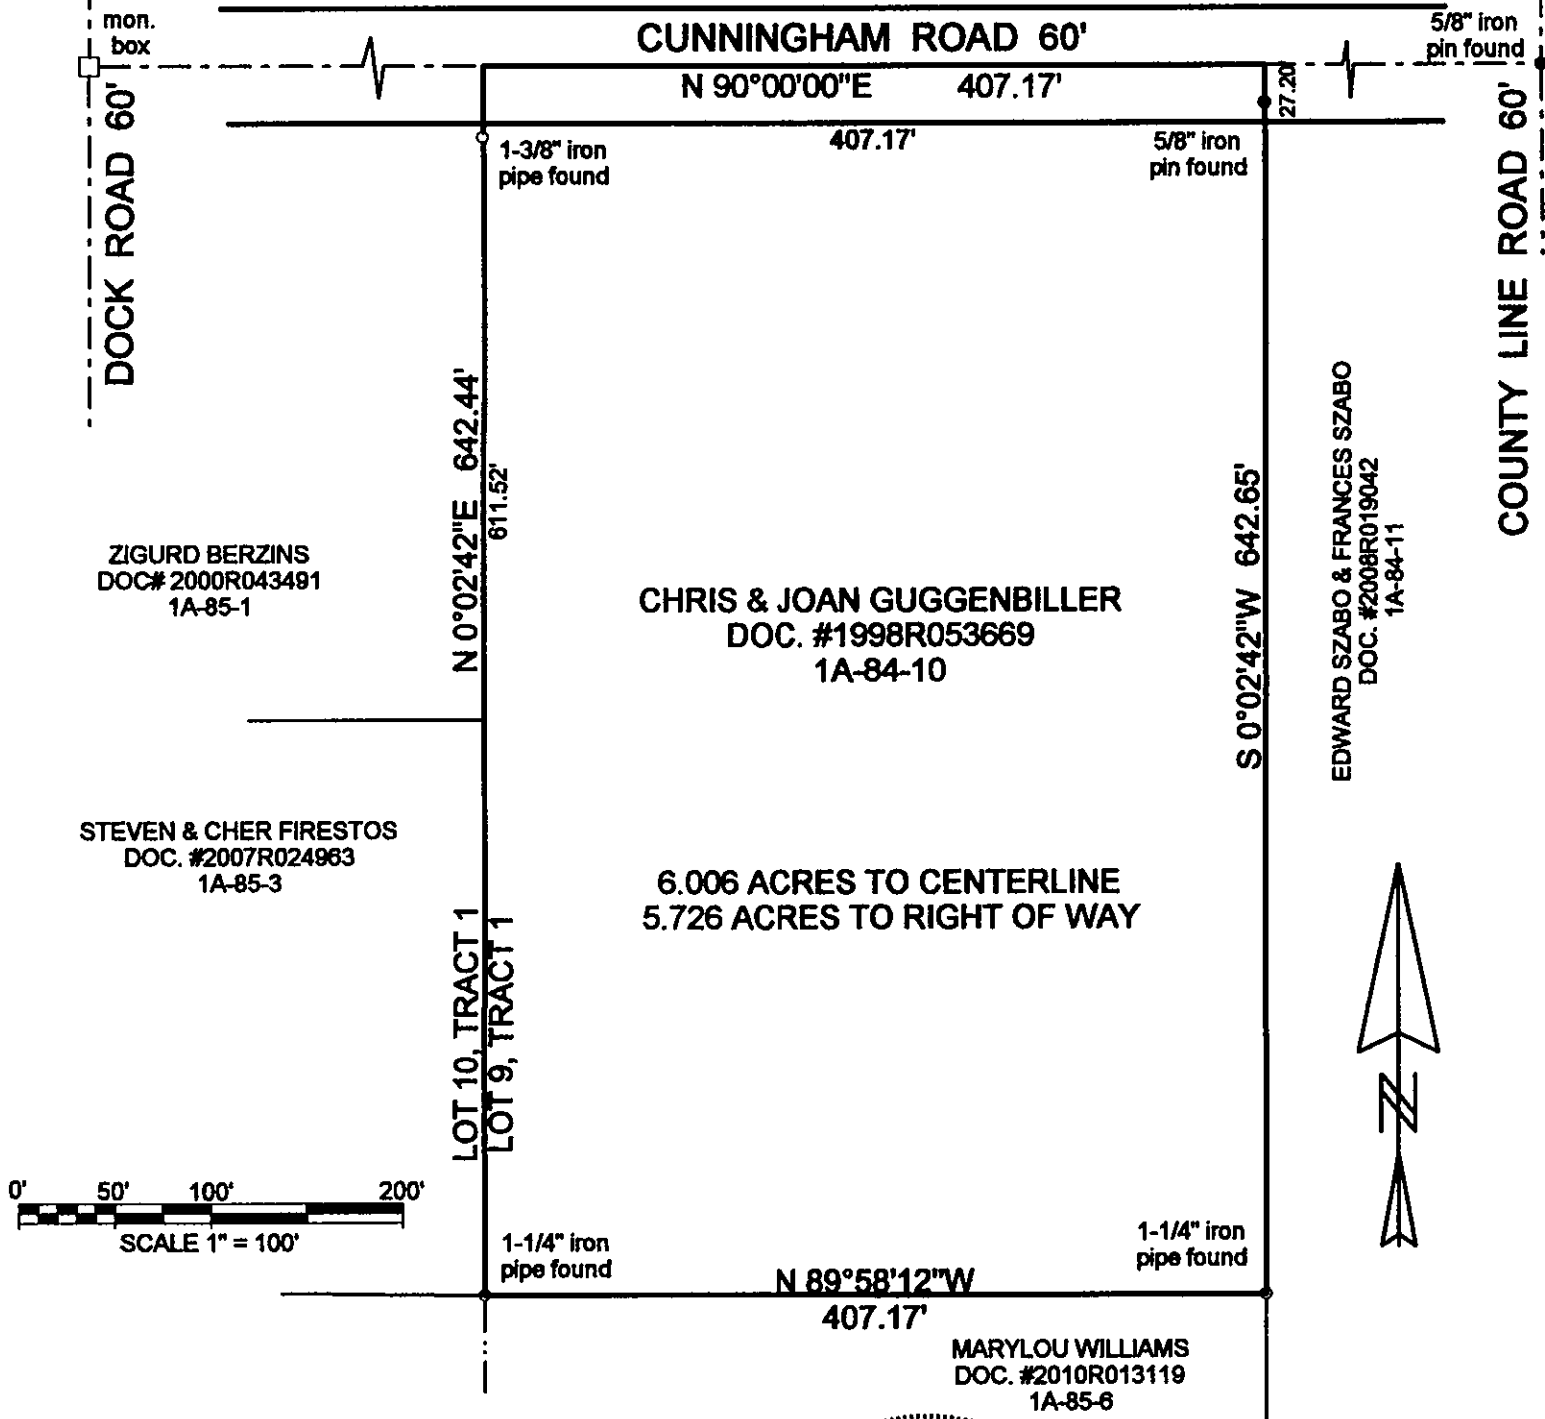 mon.
box
CUNNINGHAM ROAD 60'
5/8" iron
pin found
N 90°00'00"E 407.17'
27.20'
DOCK ROAD 60'
COUNTY LINE ROAD 60'
1-3/8" iron
pipe found
407.17'
5/8" iron
pin found
N 0°02'42"E 642.44'
611.52'
S 0°02'42"W 642.65'
EDWARD SZABO & FRANCES SZABO
DOC. #2008R019042
1A-84-11
ZIGURD BERZINS
DOC# 2000R043491
1A-85-1
CHRIS & JOAN GUGGENBILLER
DOC. #1998R053669
1A-84-10
STEVEN & CHER FIRESTOS
DOC. #2007R024963
1A-85-3
6.006 ACRES TO CENTERLINE
5.726 ACRES TO RIGHT OF WAY
LOT 10, TRACT 1
LOT 9, TRACT 1
N
0' 50' 100' 200'
SCALE 1" = 100'
1-1/4" iron
pipe found
1-1/4" iron
pipe found
N 89°58'12"W
407.17'
MARYLOU WILLIAMS
DOC. #2010R013119
1A-85-6